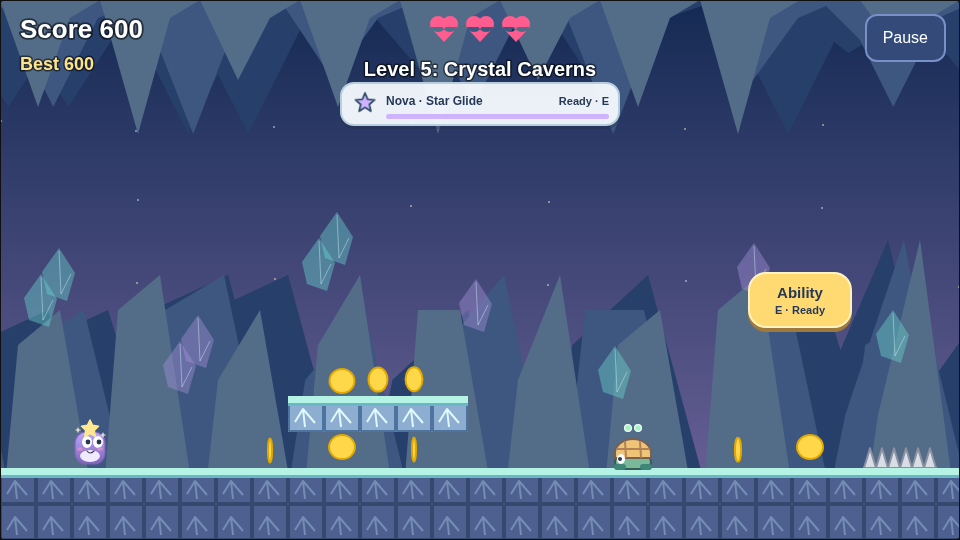 Score 600
Best 600
Level 5: Crystal Caverns
Nova · Star Glide
Ready · E
Pause
Ability
E · Ready